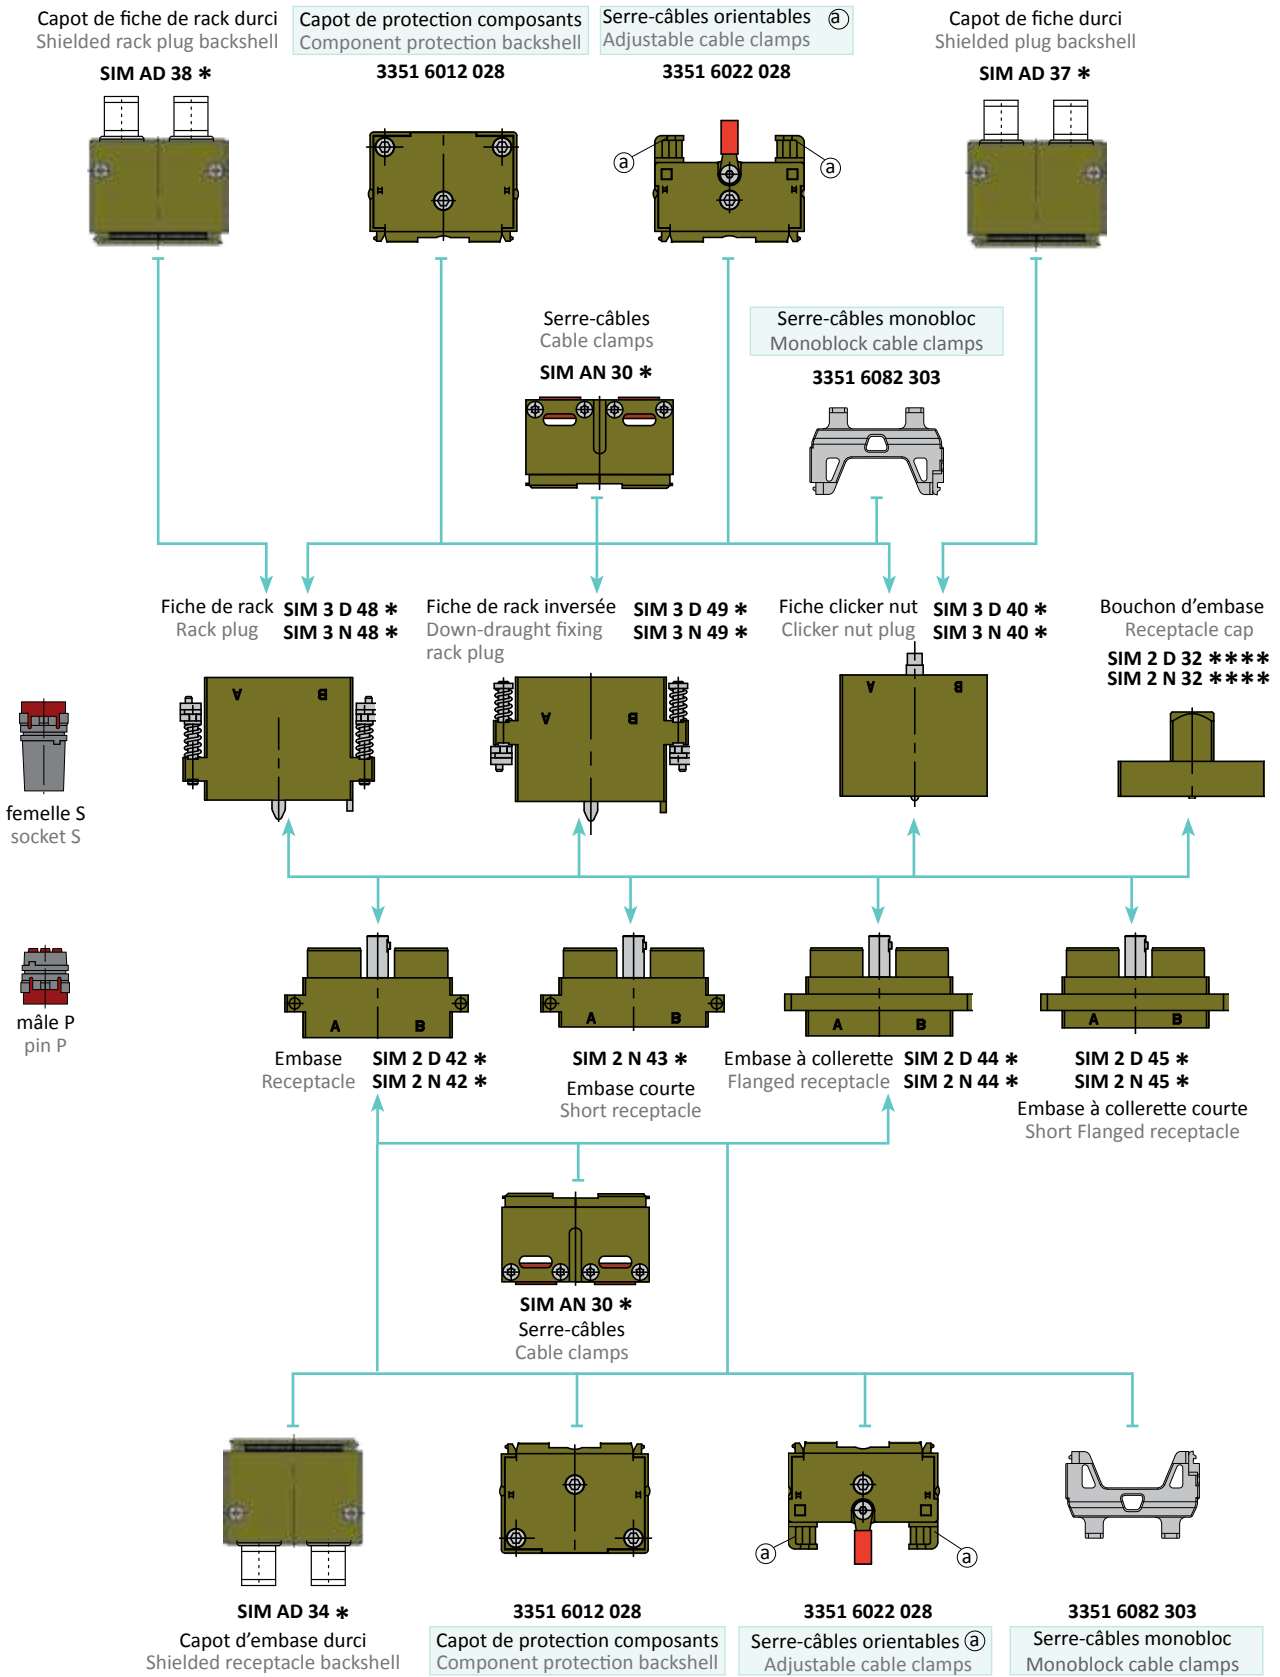 Capot de fiche de rack durci
Shielded rack plug backshell
SIM AD 38 *
Capot de protection composants
Component protection backshell
3351 6012 028
Serre-câbles orientables ⓐ
Adjustable cable clamps
3351 6022 028
Capot de fiche durci
Shielded plug backshell
SIM AD 37 *
ⓐ
ⓐ
Serre-câbles
Cable clamps
SIM AN 30 *
Serre-câbles monobloc
Monoblock cable clamps
3351 6082 303
Fiche de rack
Rack plug
SIM 3 D 48 *
SIM 3 N 48 *
Fiche de rack inversée
Down-draught fixing
rack plug
SIM 3 D 49 *
SIM 3 N 49 *
Fiche clicker nut
Clicker nut plug
SIM 3 D 40 *
SIM 3 N 40 *
Bouchon d’embase
Receptacle cap
SIM 2 D 32 ****
SIM 2 N 32 ****
A B
A B
A B
femelle S
socket S
mâle P
pin P
A B
A B
A B
A B
Embase
Receptacle
SIM 2 D 42 *
SIM 2 N 42 *
SIM 2 N 43 *
Embase courte
Short receptacle
Embase à collerette
Flanged receptacle
SIM 2 D 44 *
SIM 2 N 44 *
SIM 2 D 45 *
SIM 2 N 45 *
Embase à collerette courte
Short Flanged receptacle
SIM AN 30 *
Serre-câbles
Cable clamps
ⓐ
ⓐ
SIM AD 34 *
Capot d’embase durci
Shielded receptacle backshell
3351 6012 028
Capot de protection composants
Component protection backshell
3351 6022 028
Serre-câbles orientables ⓐ
Adjustable cable clamps
3351 6082 303
Serre-câbles monobloc
Monoblock cable clamps